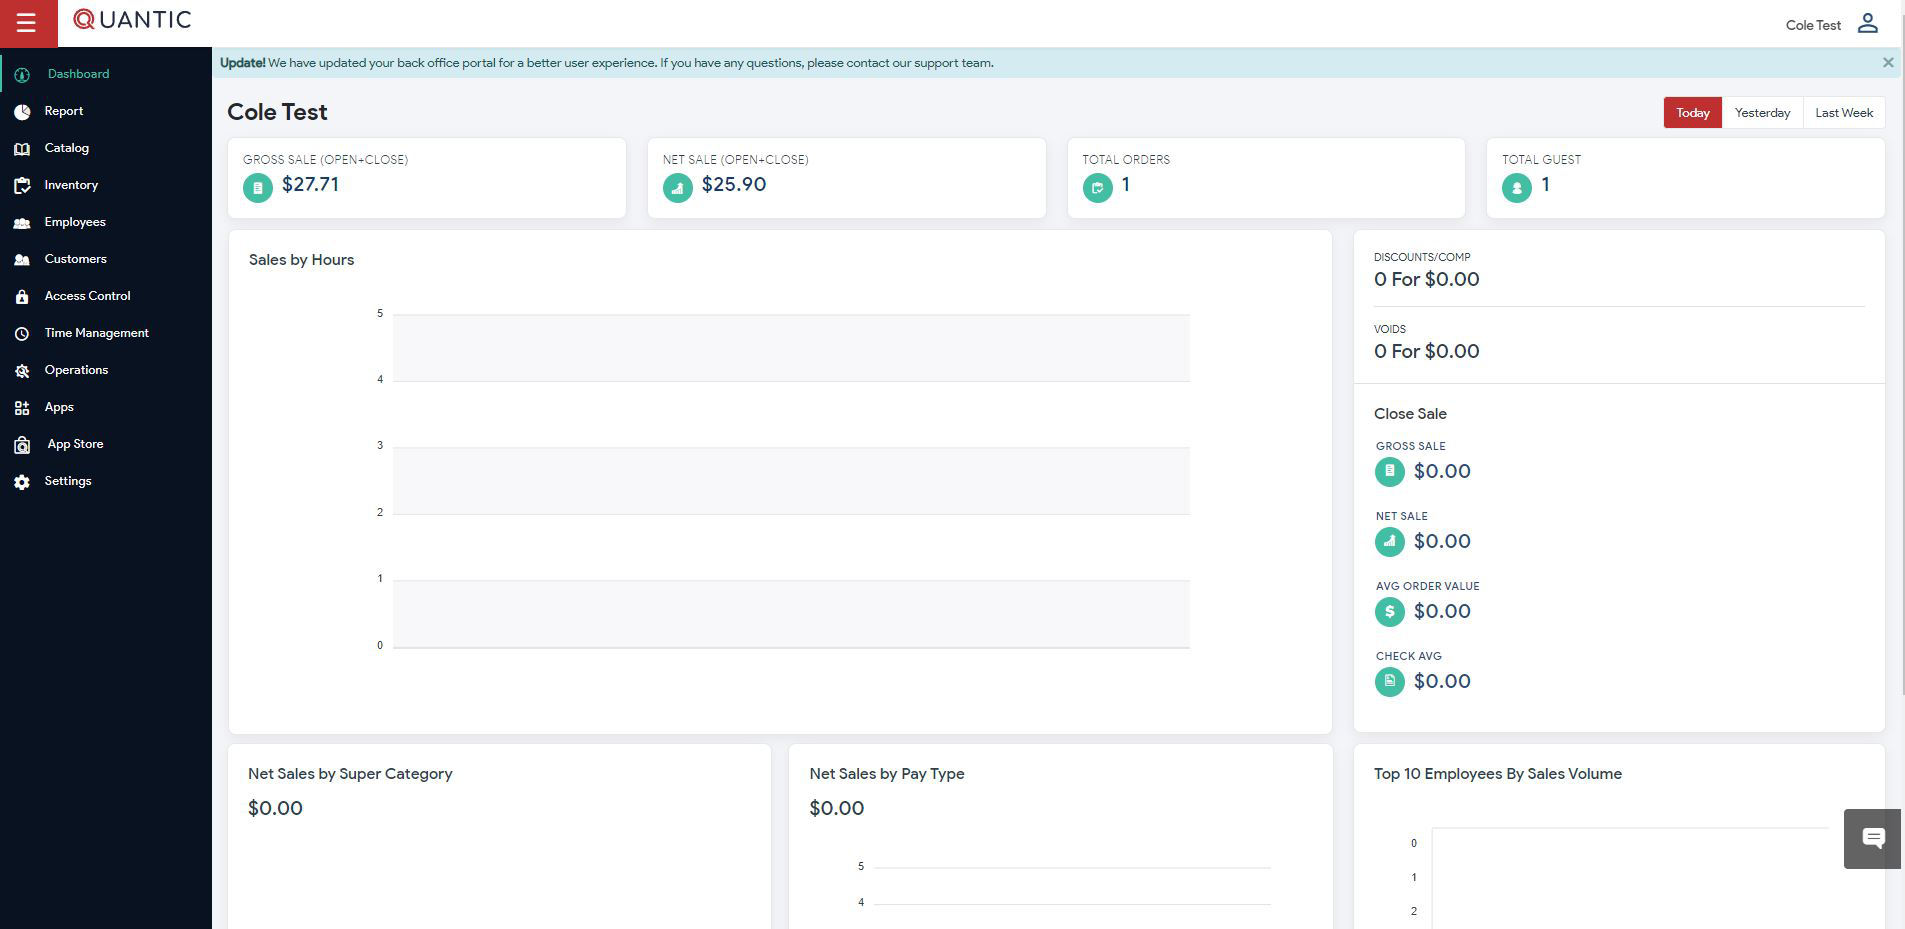 QUANTIC
Cole Test
Update! We have updated your back office portal for a better user experience. If you have any questions, please contact our support team.
Dashboard
Report
Catalog
Inventory
Employees
Customers
Access Control
Time Management
Operations
Apps
App Store
Settings
Cole Test
Today
Yesterday
Last Week
GROSS SALE (OPEN+CLOSE)
$27.71
NET SALE (OPEN+CLOSE)
$25.90
TOTAL ORDERS
1
TOTAL GUEST
1
Sales by Hours
5
4
3
2
1
0
DISCOUNTS/COMP
0 For $0.00
VOIDS
0 For $0.00
Close Sale
GROSS SALE
$0.00
NET SALE
$0.00
AVG ORDER VALUE
$0.00
CHECK AVG
$0.00
Net Sales by Super Category
$0.00
Net Sales by Pay Type
$0.00
5
4
Top 10 Employees By Sales Volume
0
1
2